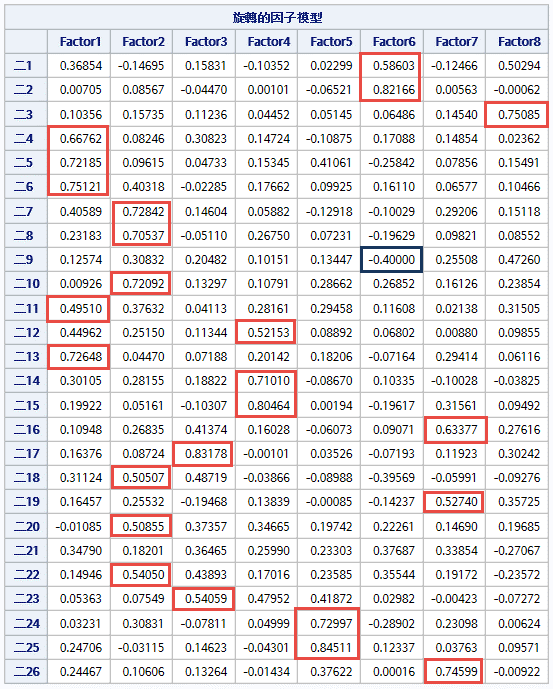 旋轉的因子模型
Factor1 Factor2 Factor3 Factor4 Factor5 Factor6 Factor7 Factor8
二1 0.36854 -0.14695 0.15831 -0.10352 0.02299 0.58603 -0.12466 0.50294
二2 0.00705 0.08567 -0.04470 0.00101 -0.06521 0.82166 0.00563 -0.00062
二3 0.10356 0.15735 0.11236 0.04452 0.05145 0.06486 0.14540 0.75085
二4 0.66762 0.08246 0.30823 0.14724 -0.10875 0.17088 0.14854 0.02362
二5 0.72185 0.09615 0.04733 0.15345 0.41061 -0.25842 0.07856 0.15491
二6 0.75121 0.40318 -0.02285 0.17662 0.09925 0.16110 0.06577 0.10466
二7 0.40589 0.72842 0.14604 0.05882 -0.12918 -0.10029 0.29206 0.15118
二8 0.23183 0.70537 -0.05110 0.26750 0.07231 -0.19629 0.09821 0.08552
二9 0.12574 0.30832 0.20482 0.10151 0.13447 -0.40000 0.25508 0.47260
二10 0.00926 0.72092 0.13297 0.10791 0.28662 0.26852 0.16126 0.23854
二11 0.49510 0.37632 0.04113 0.28161 0.29458 0.11608 0.02138 0.31505
二12 0.44962 0.25150 0.11344 0.52153 0.08892 0.06802 0.00880 0.09855
二13 0.72648 0.04470 0.07188 0.20142 0.18206 -0.07164 0.29414 0.06116
二14 0.30105 0.28155 0.18822 0.71010 -0.08670 0.10335 -0.10028 -0.03825
二15 0.19922 0.05161 -0.10307 0.80464 0.00194 -0.19617 0.31561 0.09492
二16 0.10948 0.26835 0.41374 0.16028 -0.06073 0.09071 0.63377 0.27616
二17 0.16376 0.08724 0.83178 -0.00101 0.03526 -0.07193 0.11923 0.30242
二18 0.31124 0.50507 0.48719 -0.03866 -0.08988 -0.39569 -0.05991 -0.09276
二19 0.16457 0.25532 -0.19468 0.13839 -0.00085 -0.14237 0.52740 0.35725
二20 -0.01085 0.50855 0.37357 0.34665 0.19742 0.22261 0.14690 0.19685
二21 0.34790 0.18201 0.36465 0.25990 0.23303 0.37687 0.33854 -0.27067
二22 0.14946 0.54050 0.43893 0.17016 0.23585 0.35544 0.19172 -0.23572
二23 0.05363 0.07549 0.54059 0.47952 0.41872 0.02982 -0.00423 -0.07272
二24 0.03231 0.30831 -0.07811 0.04999 0.72997 -0.28902 0.23098 0.00624
二25 0.24706 -0.03115 0.14623 -0.04301 0.84511 0.12337 0.03763 0.09571
二26 0.24467 0.10606 0.13264 -0.01434 0.37622 0.00016 0.74599 -0.00922